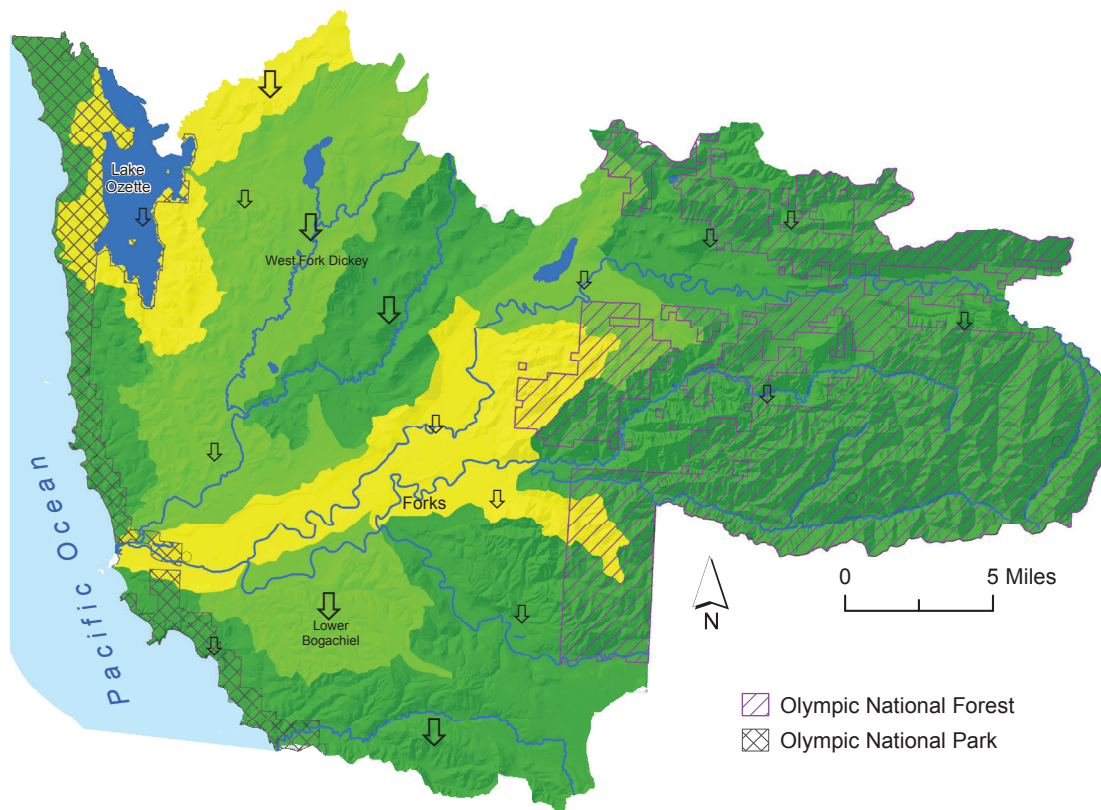 Lake
Ozette
West Fork Dickey
Forks
Lower
Bogachiel
Pacific Ocean
N
0 5 Miles
Olympic National Forest
Olympic National Park